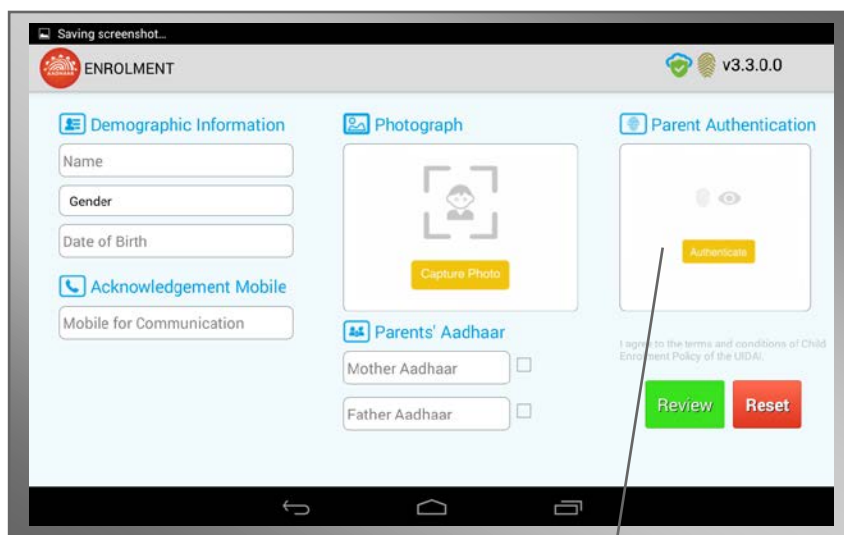 Saving screenshot...
AADHAAR
ENROLMENT
v3.3.0.0
Demographic Information
Name
Gender
Date of Birth
Acknowledgement Mobile
Mobile for Communication
Photograph
Capture Photo
Parents' Aadhaar
Mother Aadhaar
Father Aadhaar
Parent Authentication
Authenticate
I agree to the terms and conditions of Child
Enrolment Policy of the UIDAI.
Review
Reset